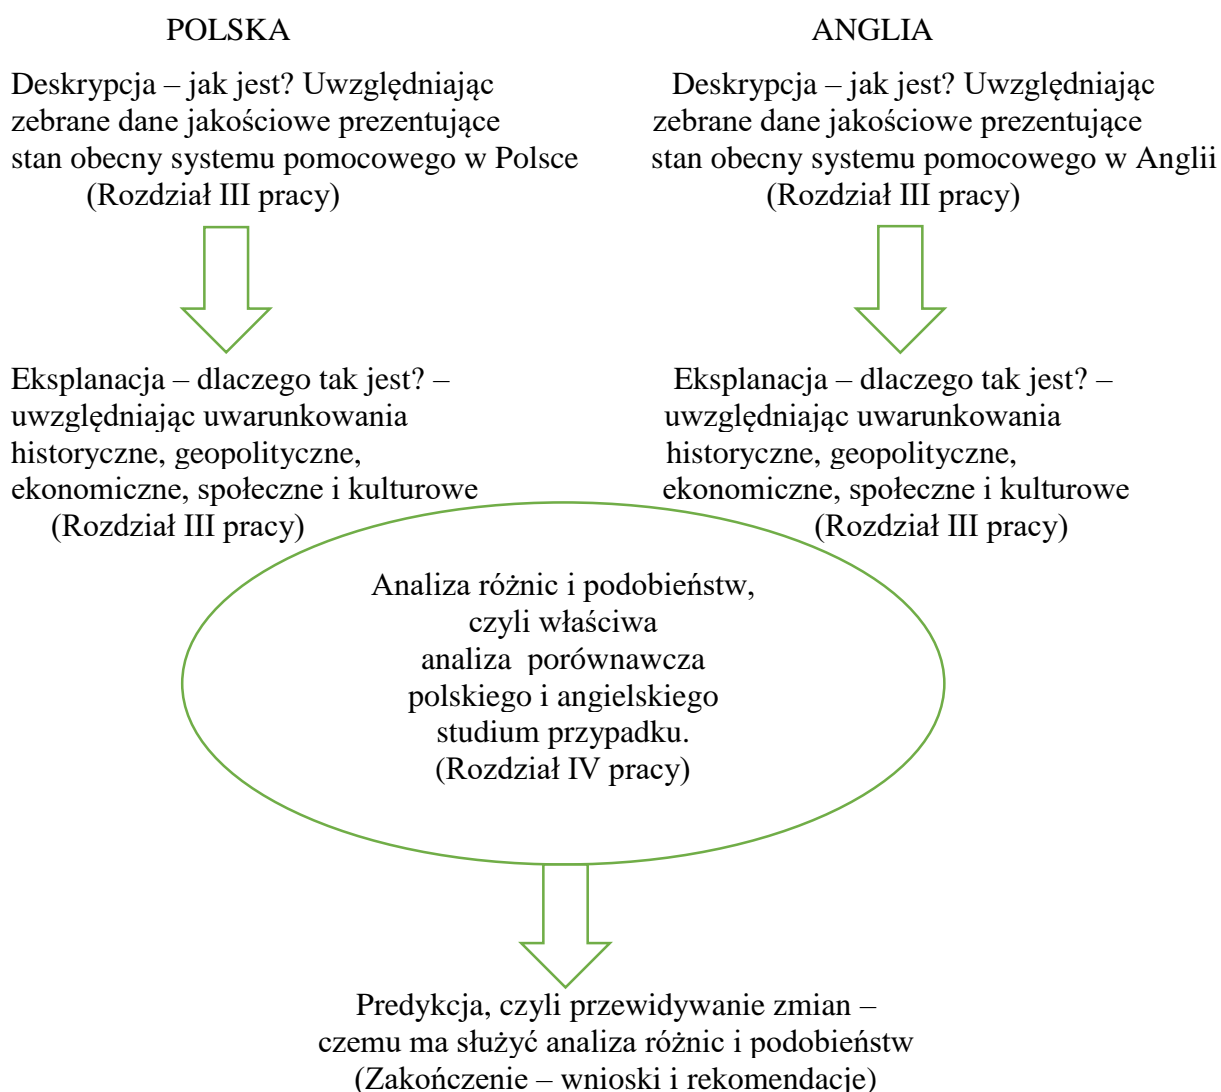 POLSKA
Deskrypcja – jak jest? Uwzględniając
zebrane dane jakościowe prezentujące
stan obecny systemu pomocowego w Polsce
(Rozdział III pracy)
ANGLIA
Deskrypcja – jak jest? Uwzględniając
zebrane dane jakościowe prezentujące
stan obecny systemu pomocowego w Anglii
(Rozdział III pracy)
Eksplanacja – dlaczego tak jest? –
uwzględniając uwarunkowania
historyczne, geopolityczne,
ekonomiczne, społeczne i kulturowe
(Rozdział III pracy)
Eksplanacja – dlaczego tak jest? –
uwzględniając uwarunkowania
historyczne, geopolityczne,
ekonomiczne, społeczne i kulturowe
(Rozdział III pracy)
Analiza różnic i podobieństw,
czyli właściwa
analiza porównawcza
polskiego i angielskiego
studium przypadku.
(Rozdział IV pracy)
Predykcja, czyli przewidywanie zmian –
czemu ma służyć analiza różnic i podobieństw
(Zakończenie – wnioski i rekomendacje)